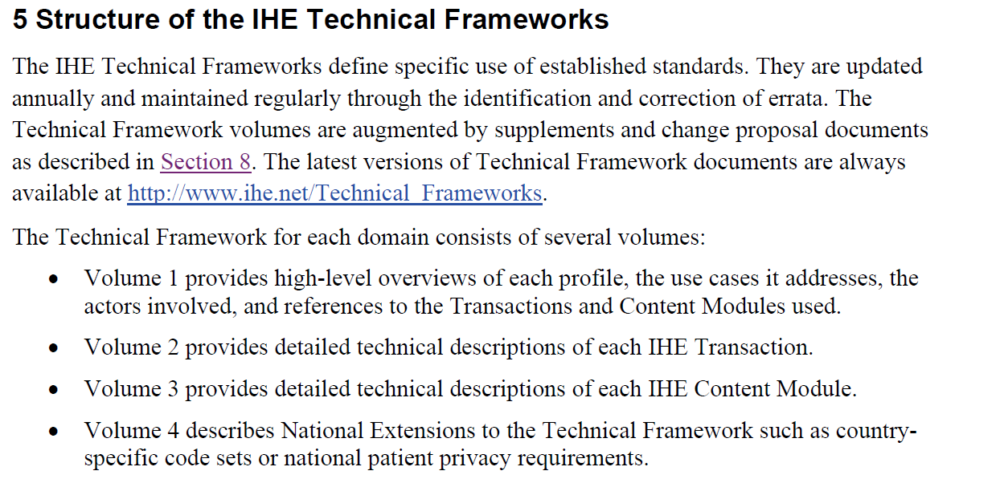 5 Structure of the IHE Technical Frameworks
The IHE Technical Frameworks define specific use of established standards. They are updated
annually and maintained regularly through the identification and correction of errata. The
Technical Framework volumes are augmented by supplements and change proposal documents
as described in Section 8. The latest versions of Technical Framework documents are always
available at http://www.ihe.net/Technical_Frameworks.
The Technical Framework for each domain consists of several volumes:
• Volume 1 provides high-level overviews of each profile, the use cases it addresses, the
actors involved, and references to the Transactions and Content Modules used.
• Volume 2 provides detailed technical descriptions of each IHE Transaction.
• Volume 3 provides detailed technical descriptions of each IHE Content Module.
• Volume 4 describes National Extensions to the Technical Framework such as country-
specific code sets or national patient privacy requirements.